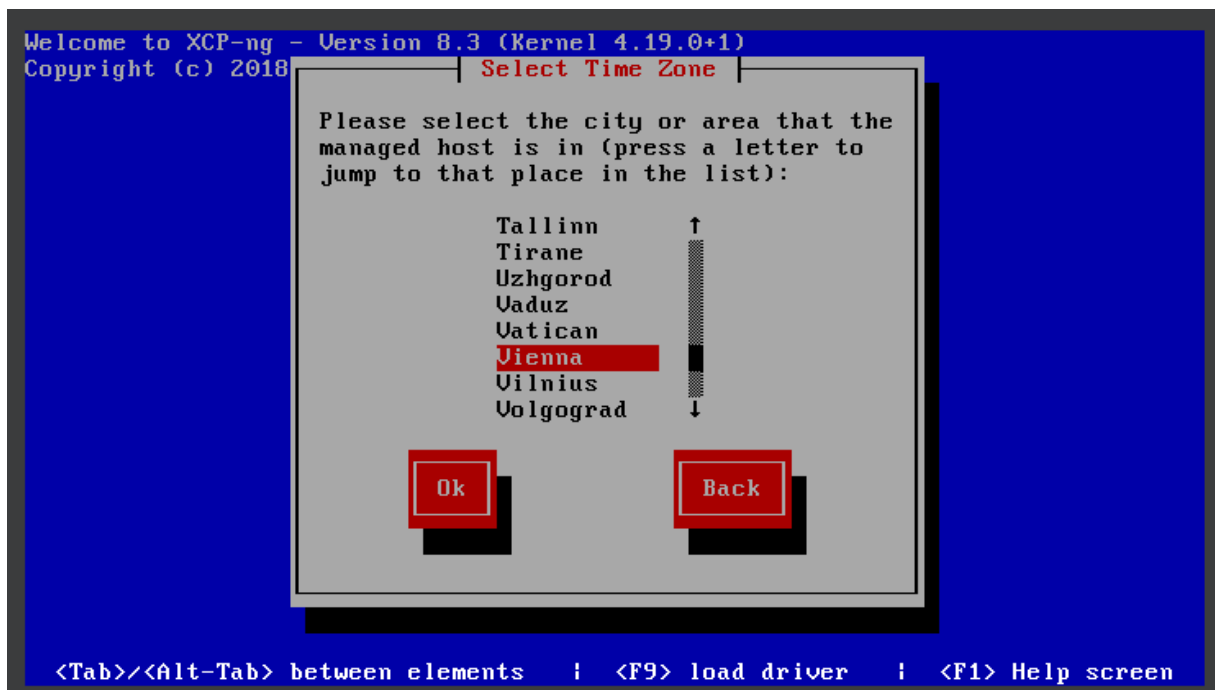 Welcome to XCP-ng - Version 8.3 (Kernel 4.19.0+1)
Copyright (c) 2018
Select Time Zone
Please select the city or area that the
managed host is in (press a letter to
jump to that place in the list):
Tallinn ↑
Tirane
Uzhgorod
Vaduz
Vatican
Vienna
Vilnius
Volgograd ↓
Ok Back
<Tab>/<Alt-Tab> between elements | <F9> load driver | <F1> Help screen